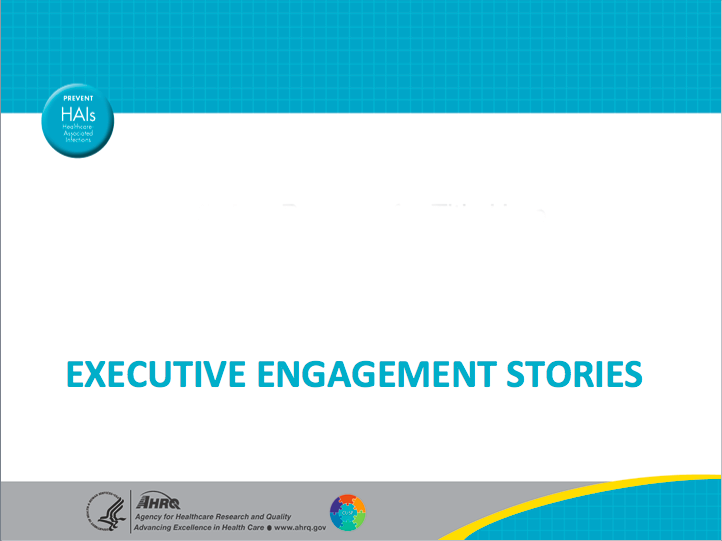 PREVENT
HAIs
Healthcare
Associated
Infections
EXECUTIVE ENGAGEMENT STORIES
AHRQ
Agency for Healthcare Research and Quality
Advancing Excellence in Health Care ● www.ahrq.gov